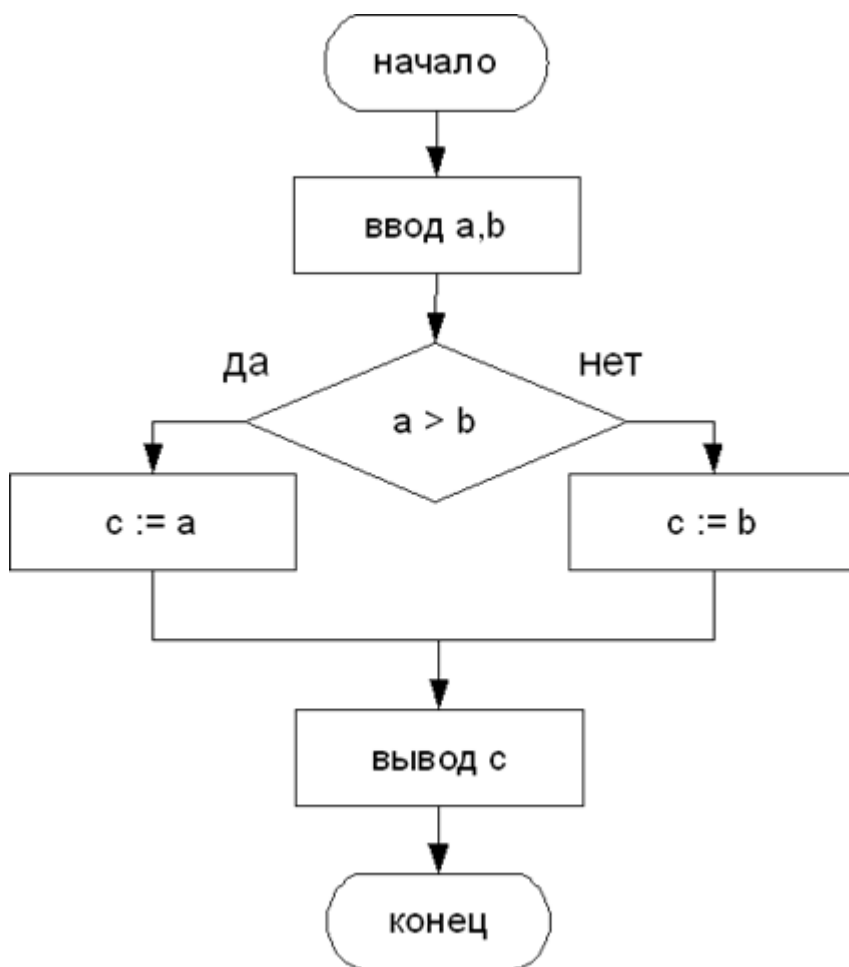 начало
ввод a,b
да
нет
a > b
c := a
c := b
вывод c
конец